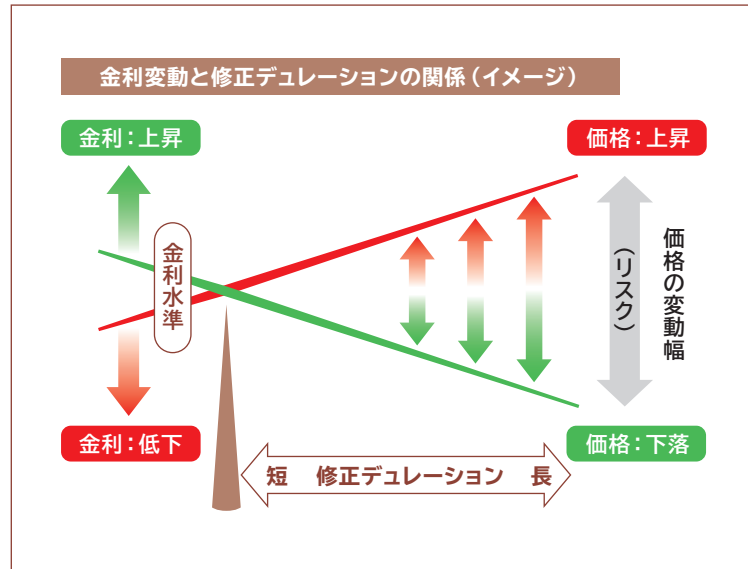 金利変動と修正デュレーションの関係（イメージ）
金利：上昇
価格：上昇
金利水準
（リスク）
価格の変動幅
金利：低下
価格：下落
短 修正デュレーション 長